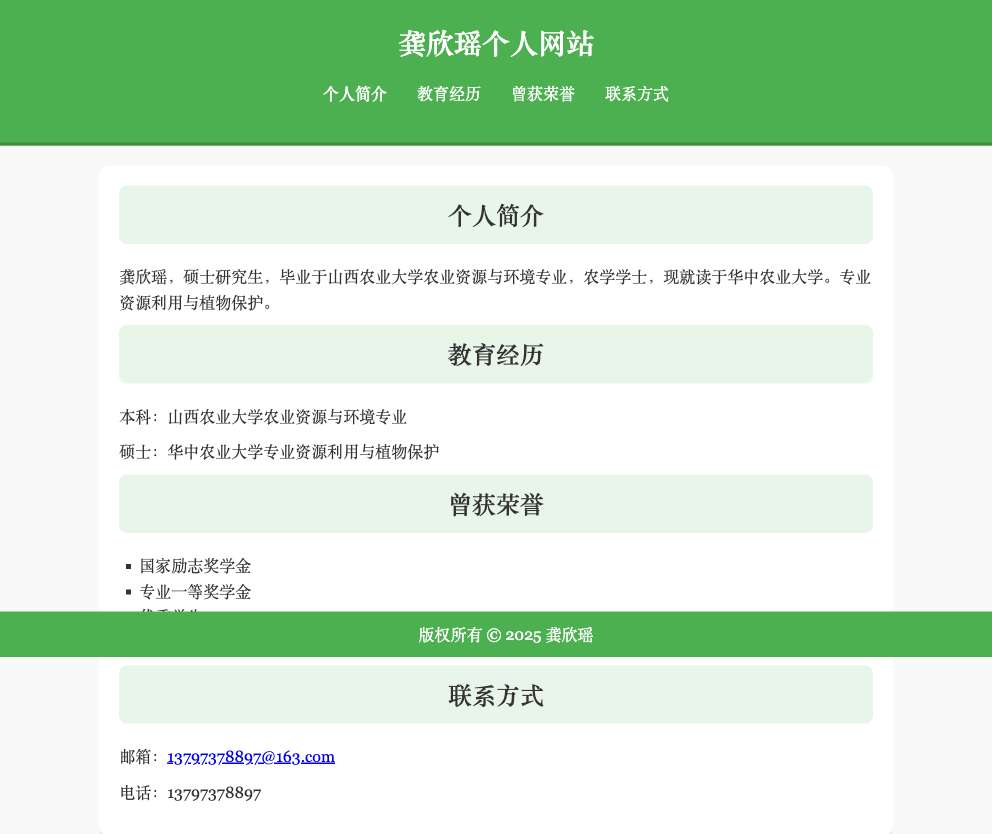 龚欣瑶个人网站
个人简介 教育经历 曾获荣誉 联系方式
个人简介
龚欣瑶，硕士研究生，毕业于山西农业大学农业资源与环境专业，农学学士，现就读于华中农业大学。专业
资源利用与植物保护。
教育经历
本科：山西农业大学农业资源与环境专业
硕士：华中农业大学专业资源利用与植物保护
曾获荣誉
国家励志奖学金
专业一等奖学金
版权所有 © 2025 龚欣瑶
联系方式
邮箱：13797378897@163.com
电话：13797378897